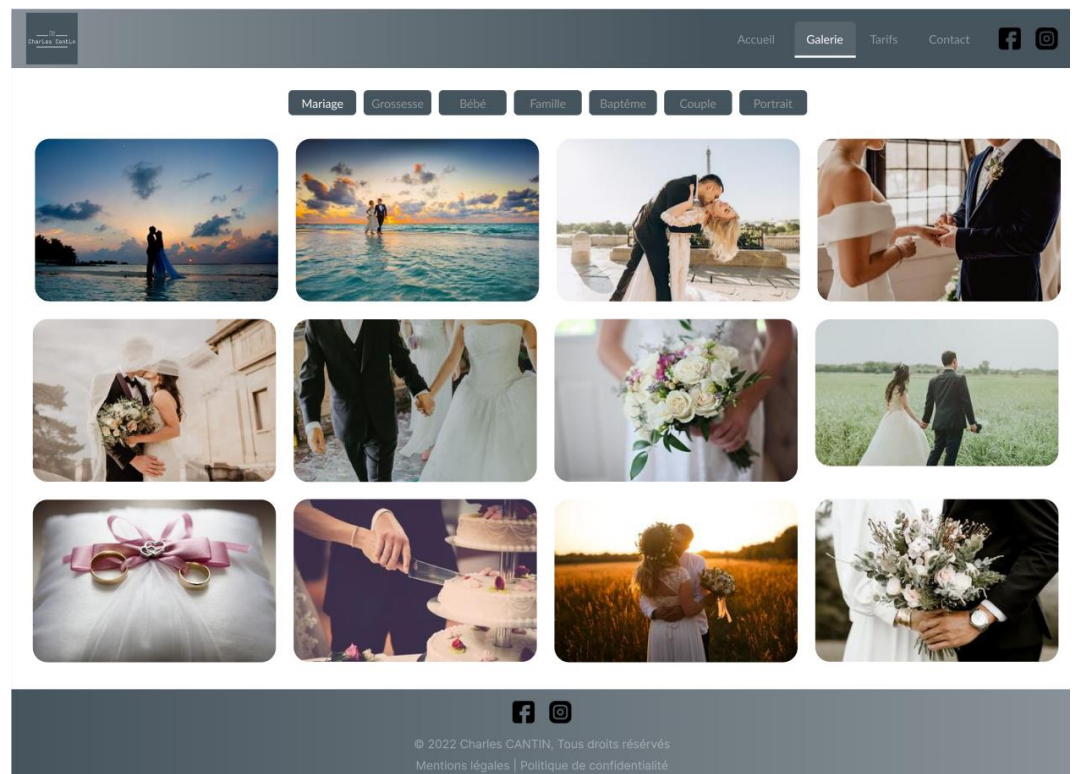 Charles Cantin
Accueil Galerie Tarifs Contact
Mariage Grossesse Bébé Famille Baptême Couple Portrait
© 2022 Charles CANTIN, Tous droits résérvés
Mentions légales | Politique de confidentialité